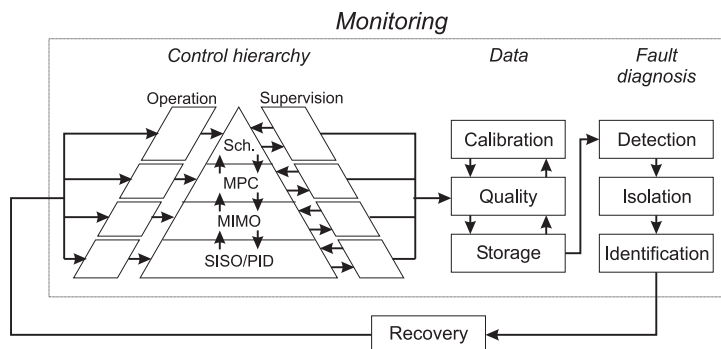 Monitoring
Control hierarchy
Data
Fault
diagnosis
Operation
Supervision
Sch.
MPC
MIMO
SISO/PID
Calibration
Quality
Storage
Detection
Isolation
Identification
Recovery